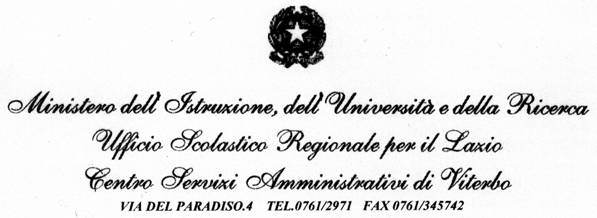 Ministero dell' Istruzione, dell' Università e della Ricerca
Ufficio Scolastico Regionale per il Lazio
Centro Servizi Amministrativi di Viterbo
VIA DEL PARADISO.4 TEL.0761/2971 FAX 0761/345742